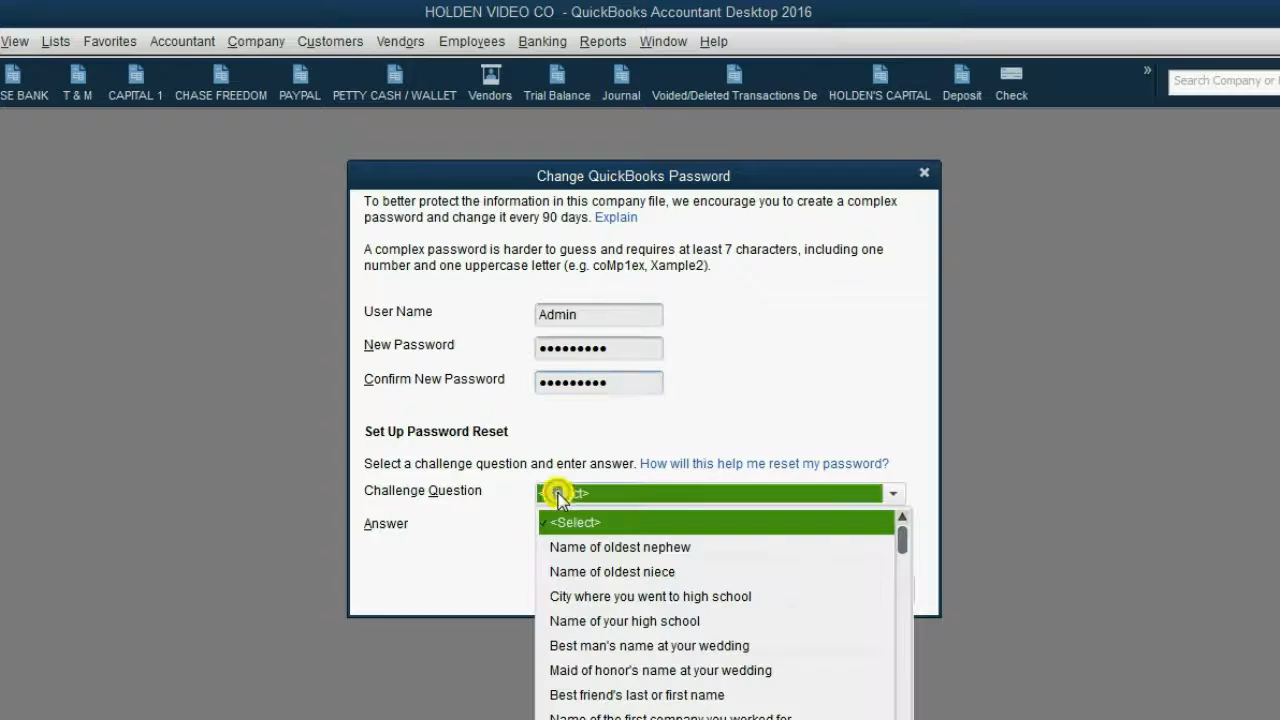 HOLDEN VIDEO CO - QuickBooks Accountant Desktop 2016
View Lists Favorites Accountant Company Customers Vendors Employees Banking Reports Window Help
SE BANK T & M CAPITAL 1 CHASE FREEDOM PAYPAL PETTY CASH / WALLET Vendors Trial Balance Journal Voided/Deleted Transactions De HOLDEN'S CAPITAL Deposit Check » Search Company or
Change QuickBooks Password
To better protect the information in this company file, we encourage you to create a complex
password and change it every 90 days. Explain
A complex password is harder to guess and requires at least 7 characters, including one
number and one uppercase letter (e.g. coMp1ex, Xample2).
User Name Admin
New Password •••••••••
Confirm New Password •••••••••
Set Up Password Reset
Select a challenge question and enter answer. How will this help me reset my password?
Challenge Question
Answer
<Select>
Name of oldest nephew
Name of oldest niece
City where you went to high school
Name of your high school
Best man's name at your wedding
Maid of honor's name at your wedding
Best friend's last or first name
Name of the first company you worked for